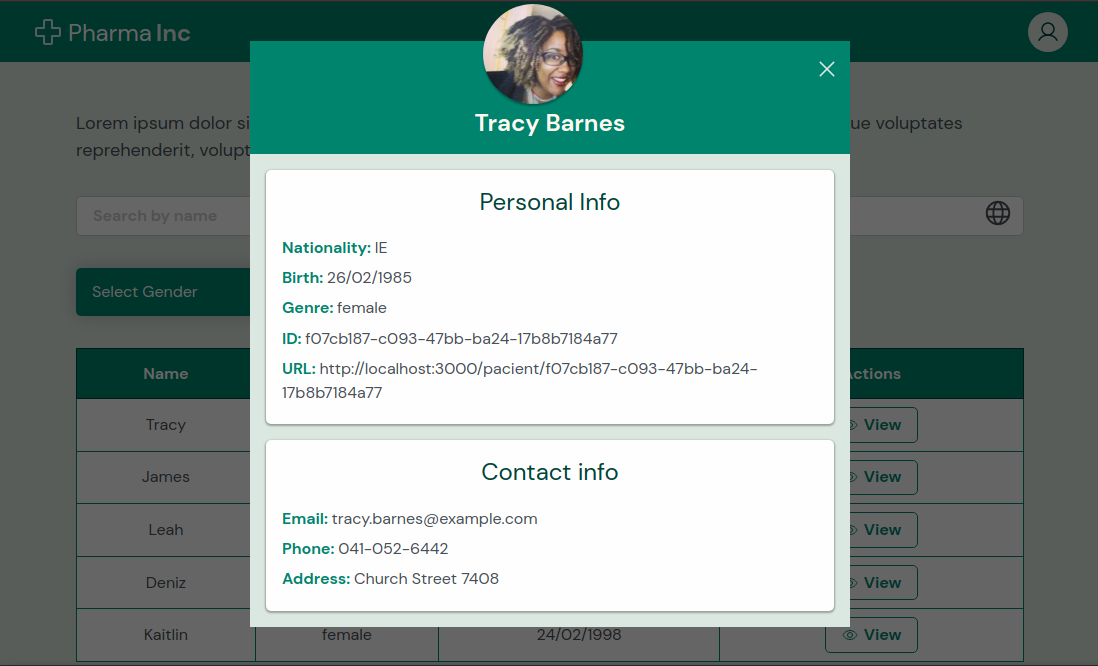 Pharma Inc
Tracy Barnes
Lorem ipsum dolor si
ue voluptates
reprehenderit, volupt
Personal Info
Search by name
Nationality: IE
Birth: 26/02/1985
Select Gender
Genre: female
ID: f07cb187-c093-47bb-ba24-17b8b7184a77
URL: http://localhost:3000/pacient/f07cb187-c093-47bb-ba24-
17b8b7184a77
Name
Actions
Tracy
View
Contact info
James
View
Email: tracy.barnes@example.com
Leah
View
Phone: 041-052-6442
Address: Church Street 7408
Deniz
View
Kaitlin female 24/02/1998 View